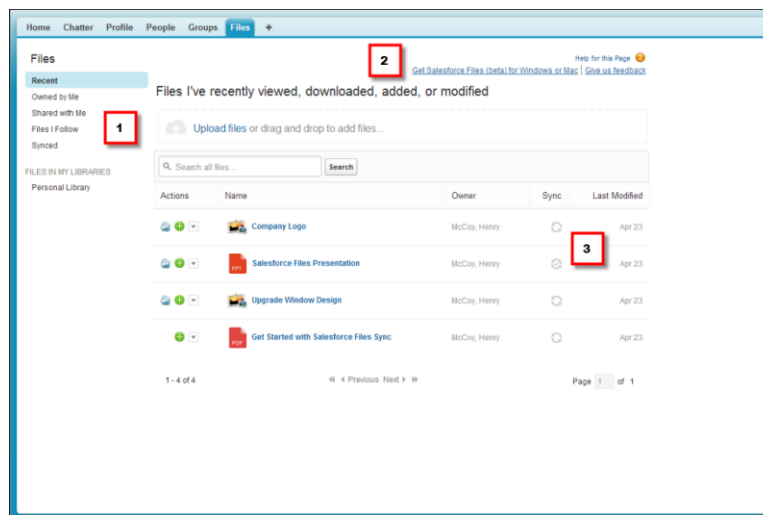 Home Chatter Profile People Groups Files +
Files
Recent
Owned by Me
Shared with Me
Files I Follow
Synced
FILES IN MY LIBRARIES
Personal Library
1
2
Help for this Page
Get Salesforce Files (beta) for Windows or Mac | Give us feedback
Files I've recently viewed, downloaded, added, or modified
Upload files or drag and drop to add files...
Search all files... Search
Actions Name Owner Sync Last Modified
Company Logo McCoy, Henry Apr 23
3
PPT Salesforce Files Presentation McCoy, Henry Apr 23
Upgrade Window Design McCoy, Henry Apr 23
PDF Get Started with Salesforce Files Sync McCoy, Henry Apr 23
1 - 4 of 4 Previous Next Page 1 of 1